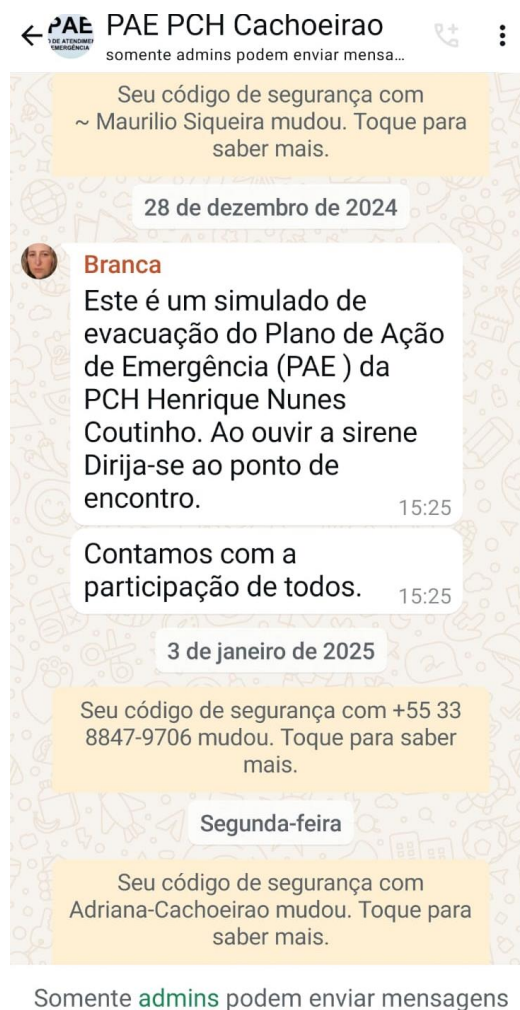 PAE
PAE PCH Cachoeirao
somente admins podem enviar mensa...
Seu código de segurança com
~ Maurilio Siqueira mudou. Toque para
saber mais.
28 de dezembro de 2024
Branca
Este é um simulado de
evacuação do Plano de Ação
de Emergência (PAE ) da
PCH Henrique Nunes
Coutinho. Ao ouvir a sirene
Dirija-se ao ponto de
encontro.
15:25
Contamos com a
participação de todos.
15:25
3 de janeiro de 2025
Seu código de segurança com +55 33
8847-9706 mudou. Toque para saber
mais.
Segunda-feira
Seu código de segurança com
Adriana-Cachoeirao mudou. Toque para
saber mais.
Somente admins podem enviar mensagens